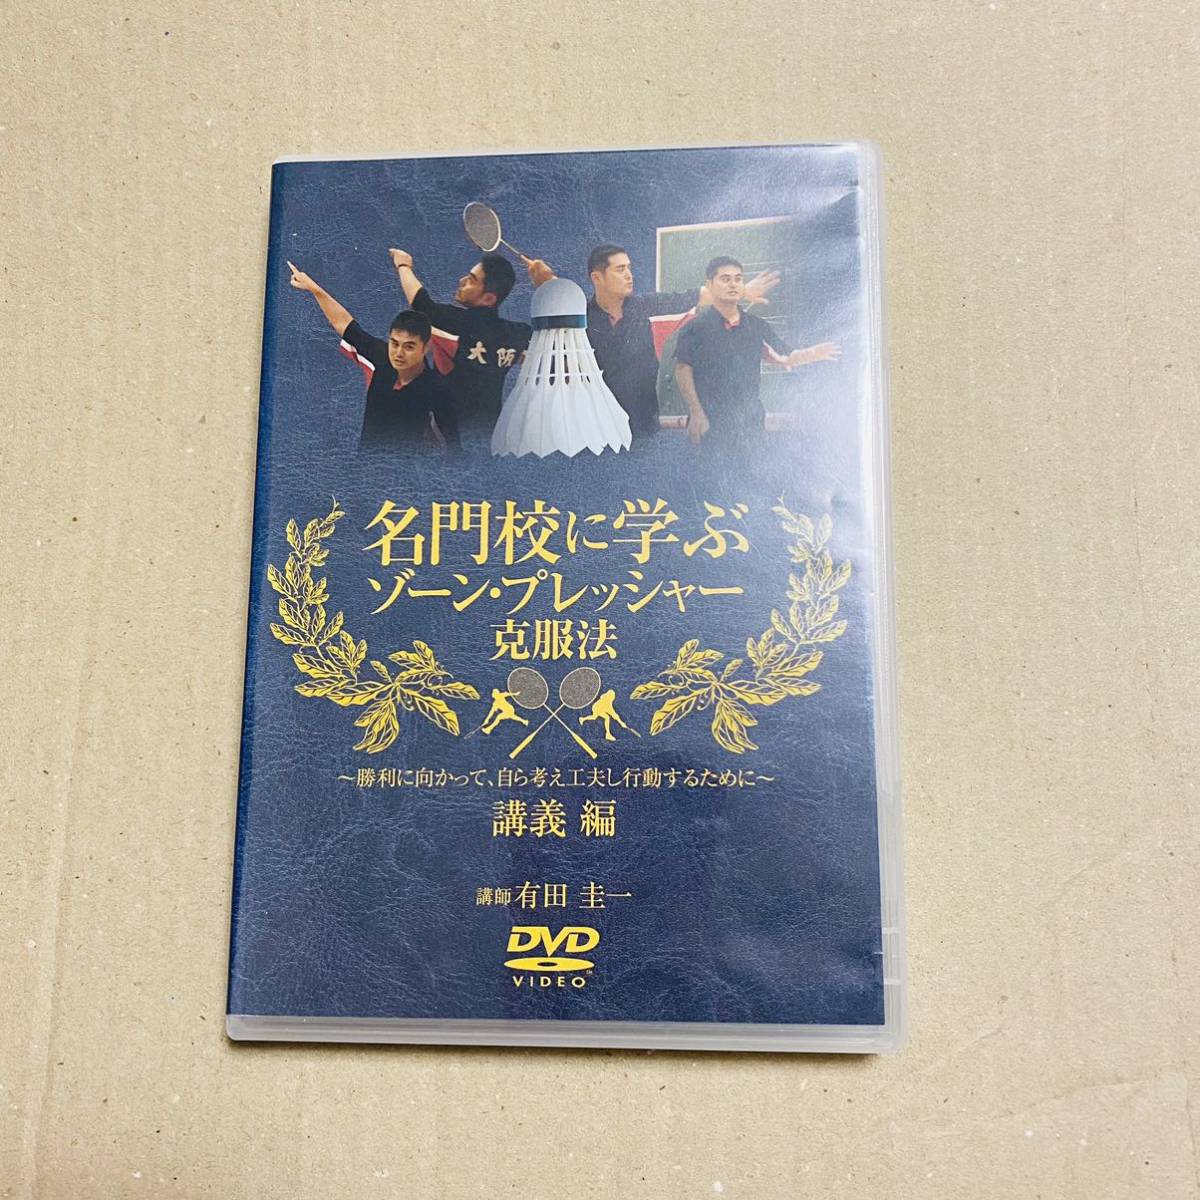 大阪
名門校に学ぶ
ゾーン・プレッシャー
克服法
～勝利に向かって、自ら考え工夫し行動するために～
講義 編
講師 有田 圭一
DVD
VIDEO